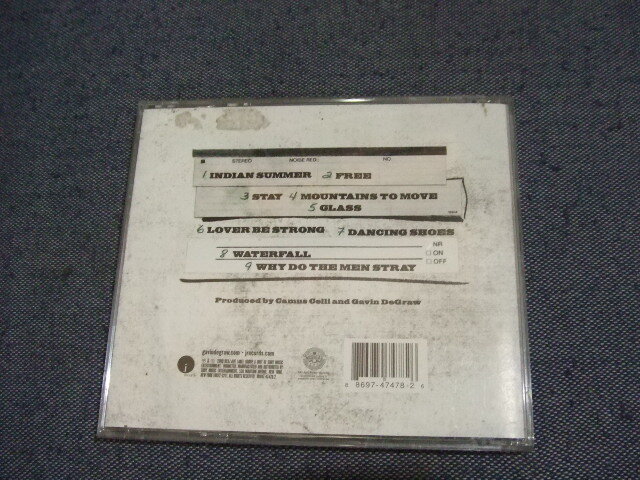 STEREO NOISE RED. NO
1 INDIAN SUMMER 2 FREE
3 STAY 4 MOUNTAINS TO MOVE
5 GLASS
6 LOVER BE STRONG 7 DANCING SHOES
NR
8 WATERFALL ON
OFF
9 WHY DO THE MEN STRAY
Produced by Camus Celli and Gavin DeGraw
gavindegraw.com • jrecords.com
8 8697-47478-2 6